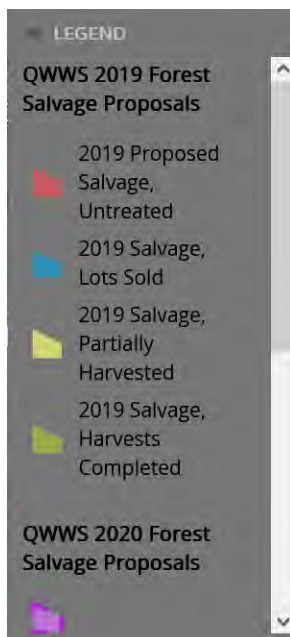 LEGEND
QWWS 2019 Forest
Salvage Proposals
2019 Proposed
Salvage,
Untreated
2019 Salvage,
Lots Sold
2019 Salvage,
Partially
Harvested
2019 Salvage,
Harvests
Completed
QWWS 2020 Forest
Salvage Proposals